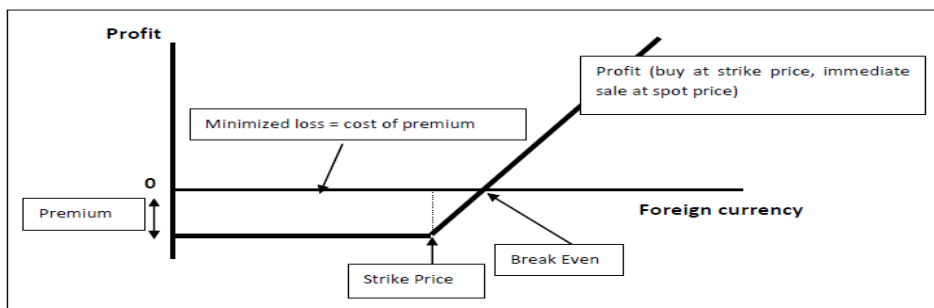 Profit
Profit (buy at strike price, immediate
sale at spot price)
Minimized loss = cost of premium
0
Premium
Foreign currency
Break Even
Strike Price